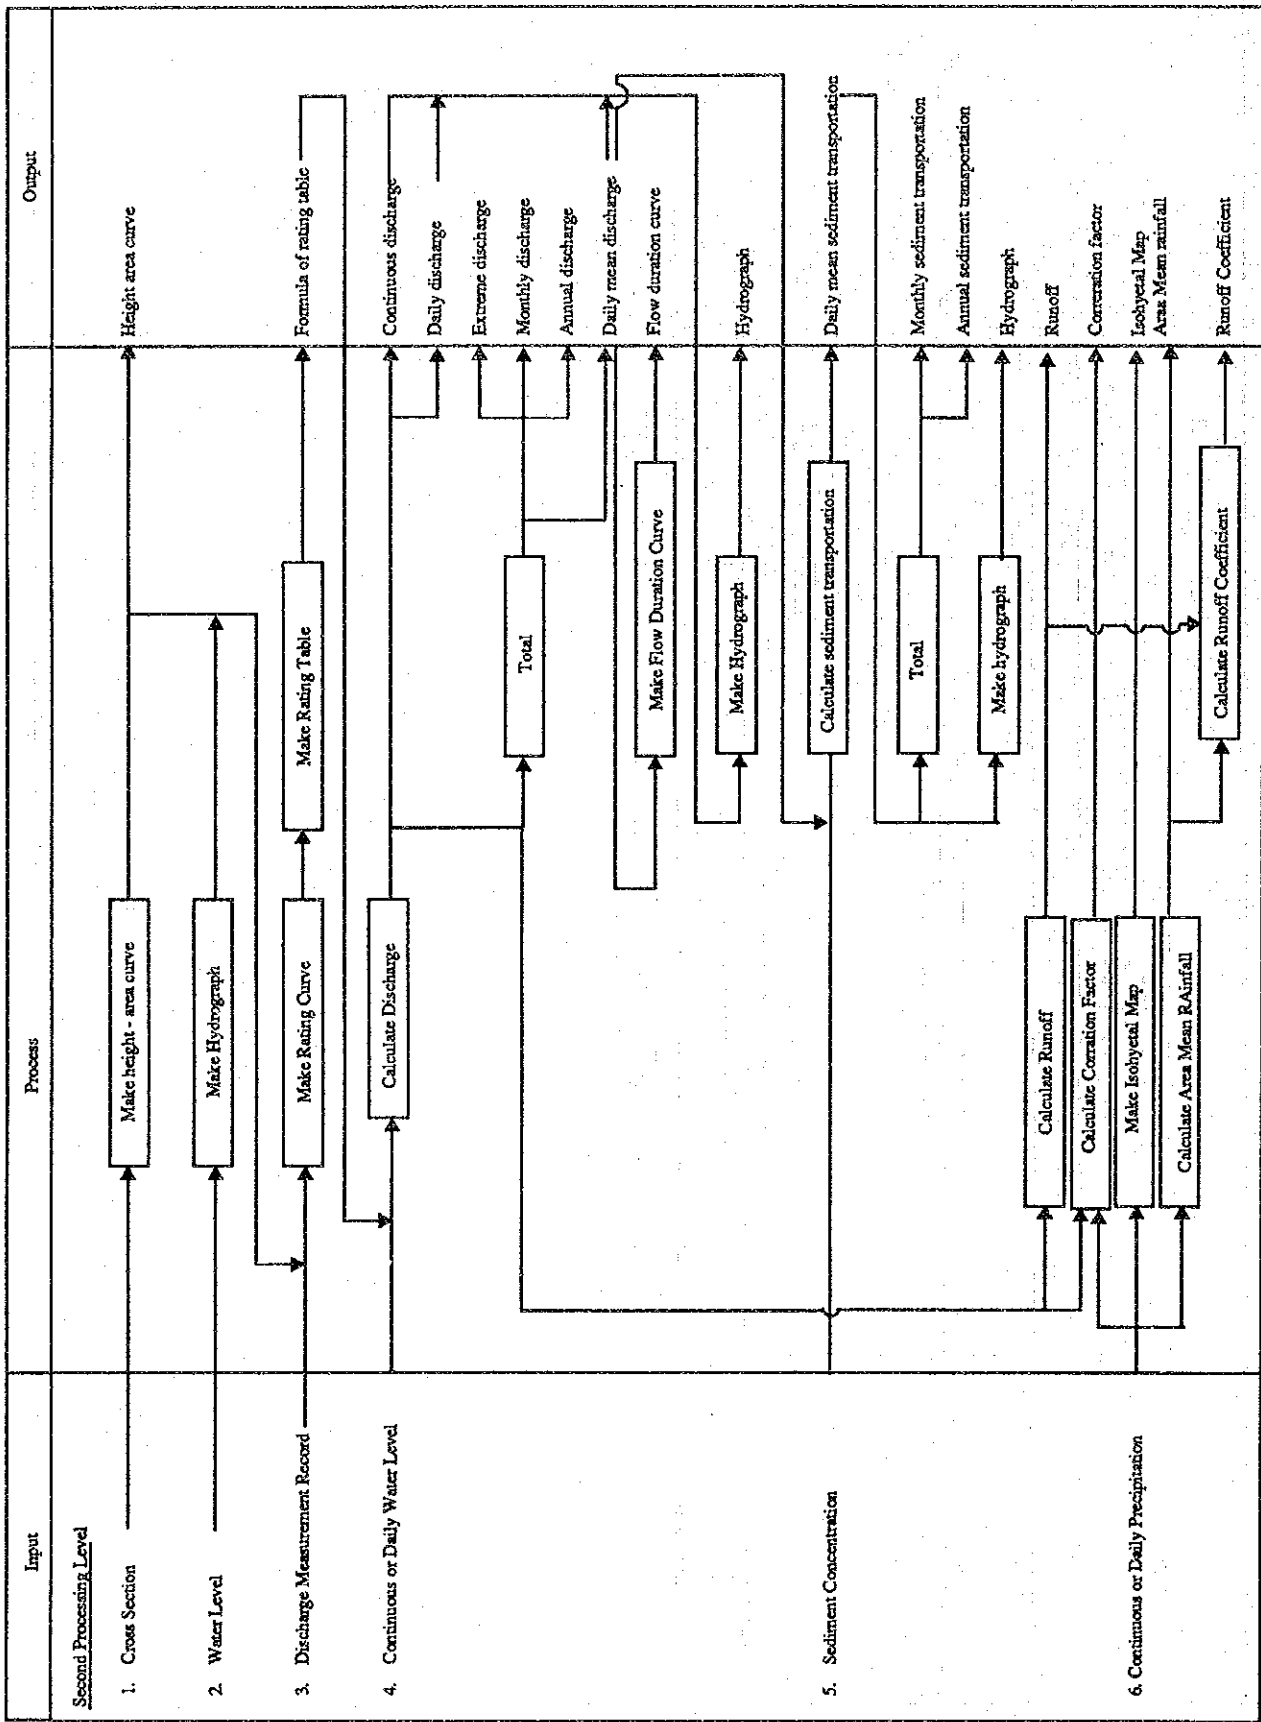 Input
Process
Output
Second Processing Level
1. Cross Section
Make height - area curve
Height area curve
2. Water Level
Make Hydrograph
3. Discharge Measurement Record
Make Rating Curve
Make Rating Table
Formula of rating table
4. Continuous or Daily Water Level
Calculate Discharge
Continuous discharge
Daily discharge
Extreme discharge
Total
Monthly discharge
Annual discharge
Daily mean discharge
Make Flow Duration Curve
Flow duration curve
Make Hydrograph
Hydrograph
5. Sediment Concentration
Calculate sediment transportation
Daily mean sediment transportation
Total
Monthly sediment transportation
Annual sediment transportation
Make hydrograph
Hydrograph
Calculate Runoff
Runoff
Calculate Corration Factor
Correration factor
6. Continuous or Daily Precipitation
Make Isohyetal Map
Isohyetal Map
Calculate Area Mean RAinfall
Araa Mean rainfall
Calculate Runoff Coefficient
Runoff Coefficient